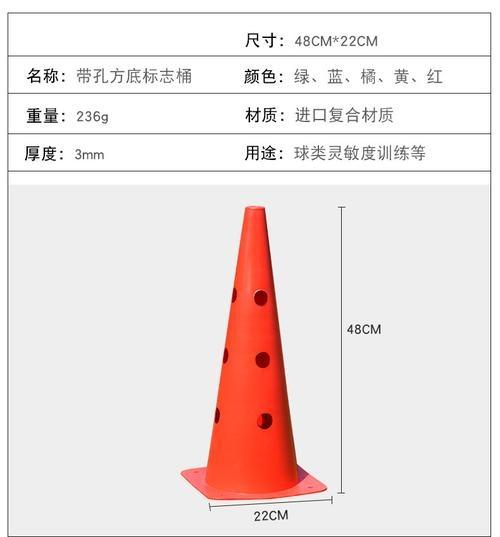 尺寸：48CM*22CM
名称：带孔方底标志桶 颜色：绿、蓝、橘、黄、红
重量：236g 材质：进口复合材质
厚度：3mm 用途：球类灵敏度训练等
48CM
22CM